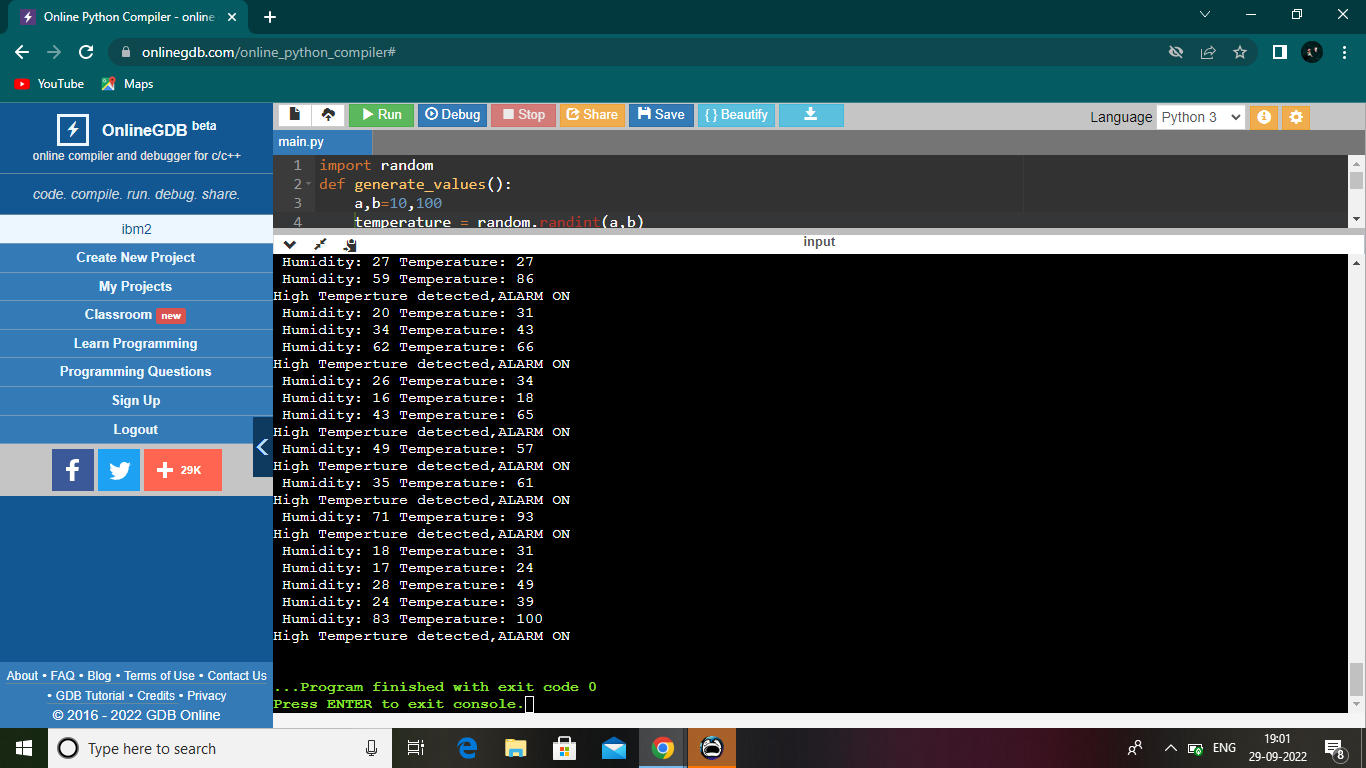 Online Python Compiler - online
onlinegdb.com/online_python_compiler#
YouTube Maps
OnlineGDB beta
online compiler and debugger for c/c++
code. compile. run. debug. share.
ibm2
Create New Project
My Projects
Classroom new
Learn Programming
Programming Questions
Sign Up
Logout
f 29K
About • FAQ • Blog • Terms of Use • Contact Us
• GDB Tutorial • Credits • Privacy
© 2016 - 2022 GDB Online
Run Debug Stop Share Save { } Beautify Language Python 3
main.py
1 import random
2 def generate_values():
3 a,b=10,100
4 temperature = random.randint(a,b)
input
Humidity: 27 Temperature: 27
Humidity: 59 Temperature: 86
High Temperture detected,ALARM ON
Humidity: 20 Temperature: 31
Humidity: 34 Temperature: 43
Humidity: 62 Temperature: 66
High Temperture detected,ALARM ON
Humidity: 26 Temperature: 34
Humidity: 16 Temperature: 18
Humidity: 43 Temperature: 65
High Temperture detected,ALARM ON
Humidity: 49 Temperature: 57
High Temperture detected,ALARM ON
Humidity: 35 Temperature: 61
High Temperture detected,ALARM ON
Humidity: 71 Temperature: 93
High Temperture detected,ALARM ON
Humidity: 18 Temperature: 31
Humidity: 17 Temperature: 24
Humidity: 28 Temperature: 49
Humidity: 24 Temperature: 39
Humidity: 83 Temperature: 100
High Temperture detected,ALARM ON
...Program finished with exit code 0
Press ENTER to exit console.
Type here to search
ENG
19:01
29-09-2022
8